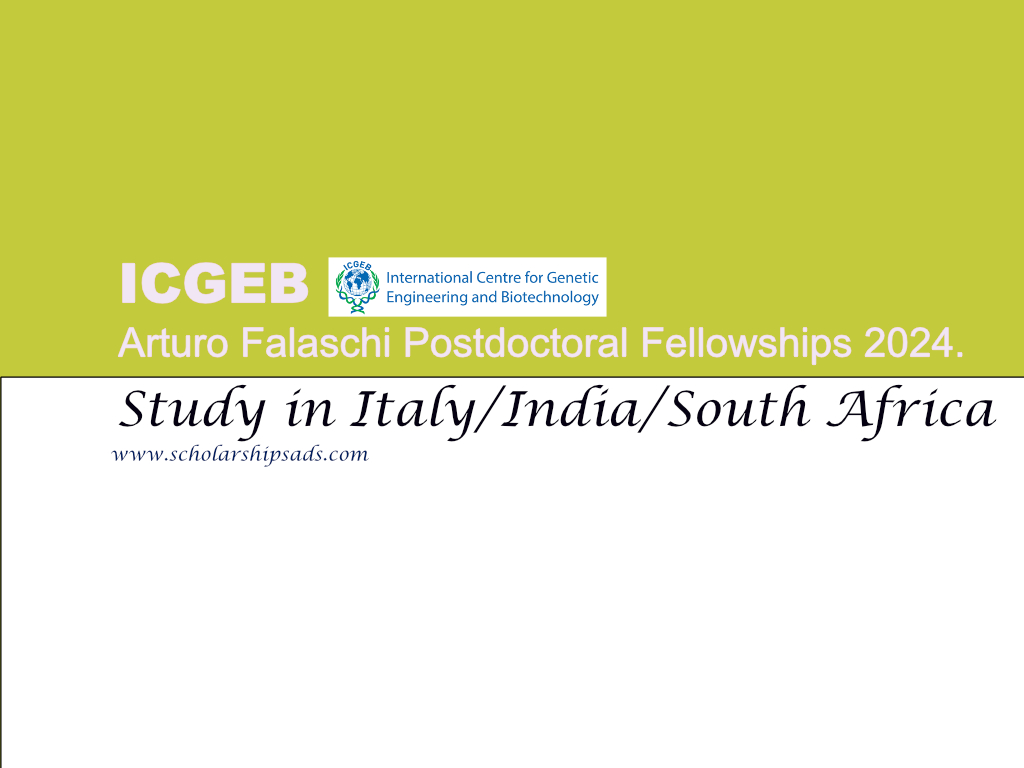 ICGEB
ICGEB
International Centre for Genetic
Engineering and Biotechnology
Arturo Falaschi Postdoctoral Fellowships 2024.
Study in Italy/India/South Africa
www.scholarshipsads.com